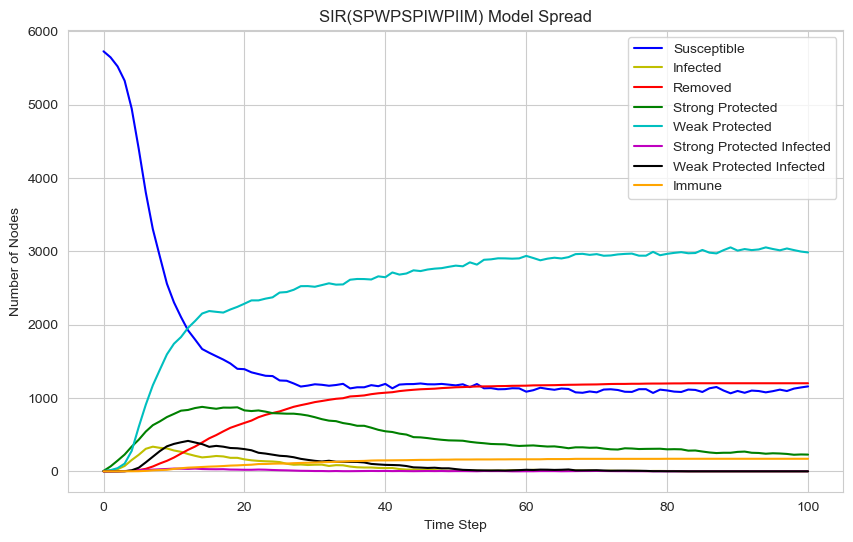 SIR(SPWPSPIWPIIM) Model Spread
6000
5000
4000
3000
2000
1000
0
Number of Nodes
Susceptible
Infected
Removed
Strong Protected
Weak Protected
Strong Protected Infected
Weak Protected Infected
Immune
0
20
40
60
80
100
Time Step